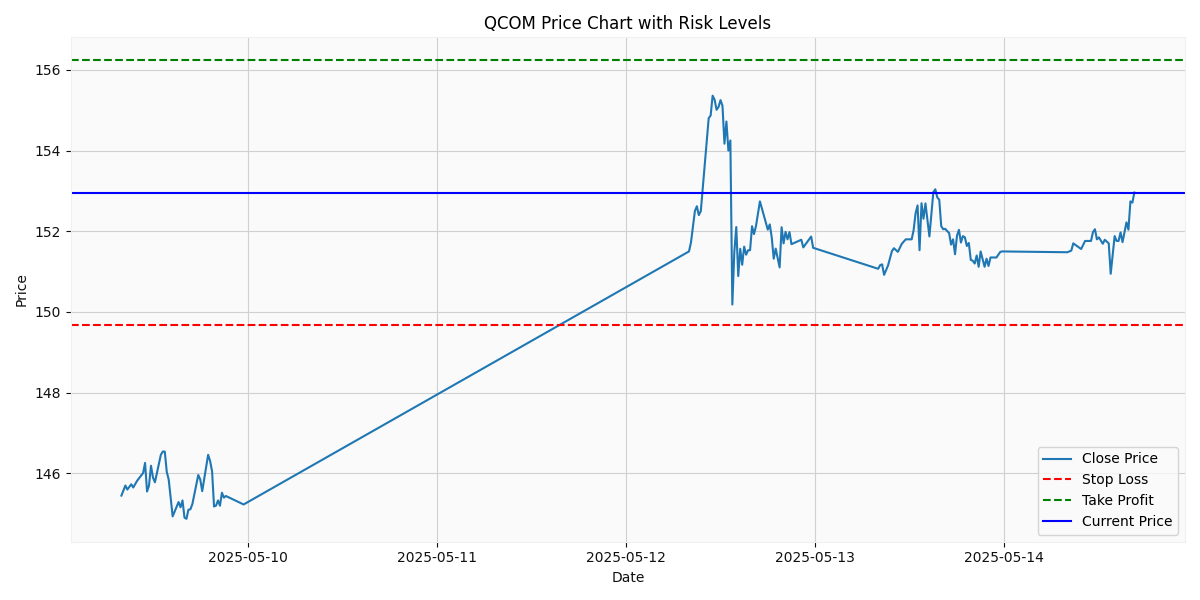 QCOM Price Chart with Risk Levels
Price
156
154
152
150
148
146
2025-05-10
2025-05-11
2025-05-12
2025-05-13
2025-05-14
Date
Close Price
Stop Loss
Take Profit
Current Price